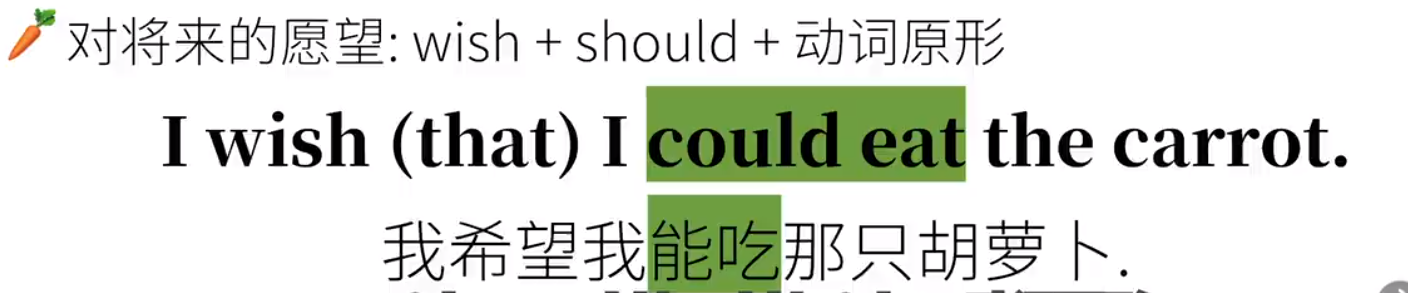 对将来的愿望: wish + should + 动词原形
I wish (that) I could eat the carrot.
我希望我能吃那只胡萝卜.